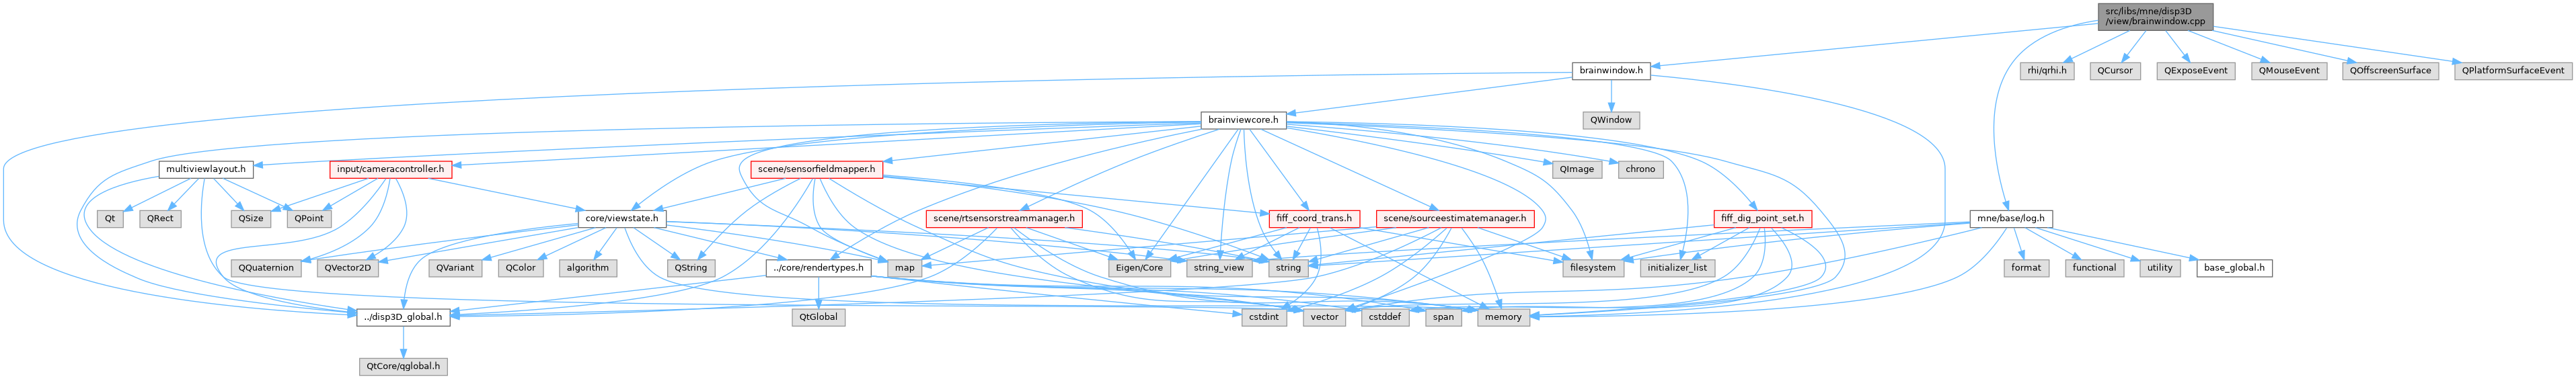 src/libs/mne/disp3D
/view/brainwindow.cpp
brainwindow.h
rhi/qrhi.h
QCursor
QExposeEvent
QMouseEvent
QOffscreenSurface
QPlatformSurfaceEvent
brainviewcore.h
QWindow
multiviewlayout.h
input/cameracontroller.h
scene/sensorfieldmapper.h
QImage
chrono
Qt
QRect
QSize
QPoint
core/viewstate.h
scene/rtsensorstreammanager.h
fiff_coord_trans.h
scene/sourceestimatemanager.h
fiff_dig_point_set.h
mne/base/log.h
QQuaternion
QVector2D
QVariant
QColor
algorithm
QString
../core/rendertypes.h
map
Eigen/Core
string_view
string
filesystem
initializer_list
format
functional
utility
base_global.h
../disp3D_global.h
QtGlobal
cstdint
vector
cstddef
span
memory
QtCore/qglobal.h